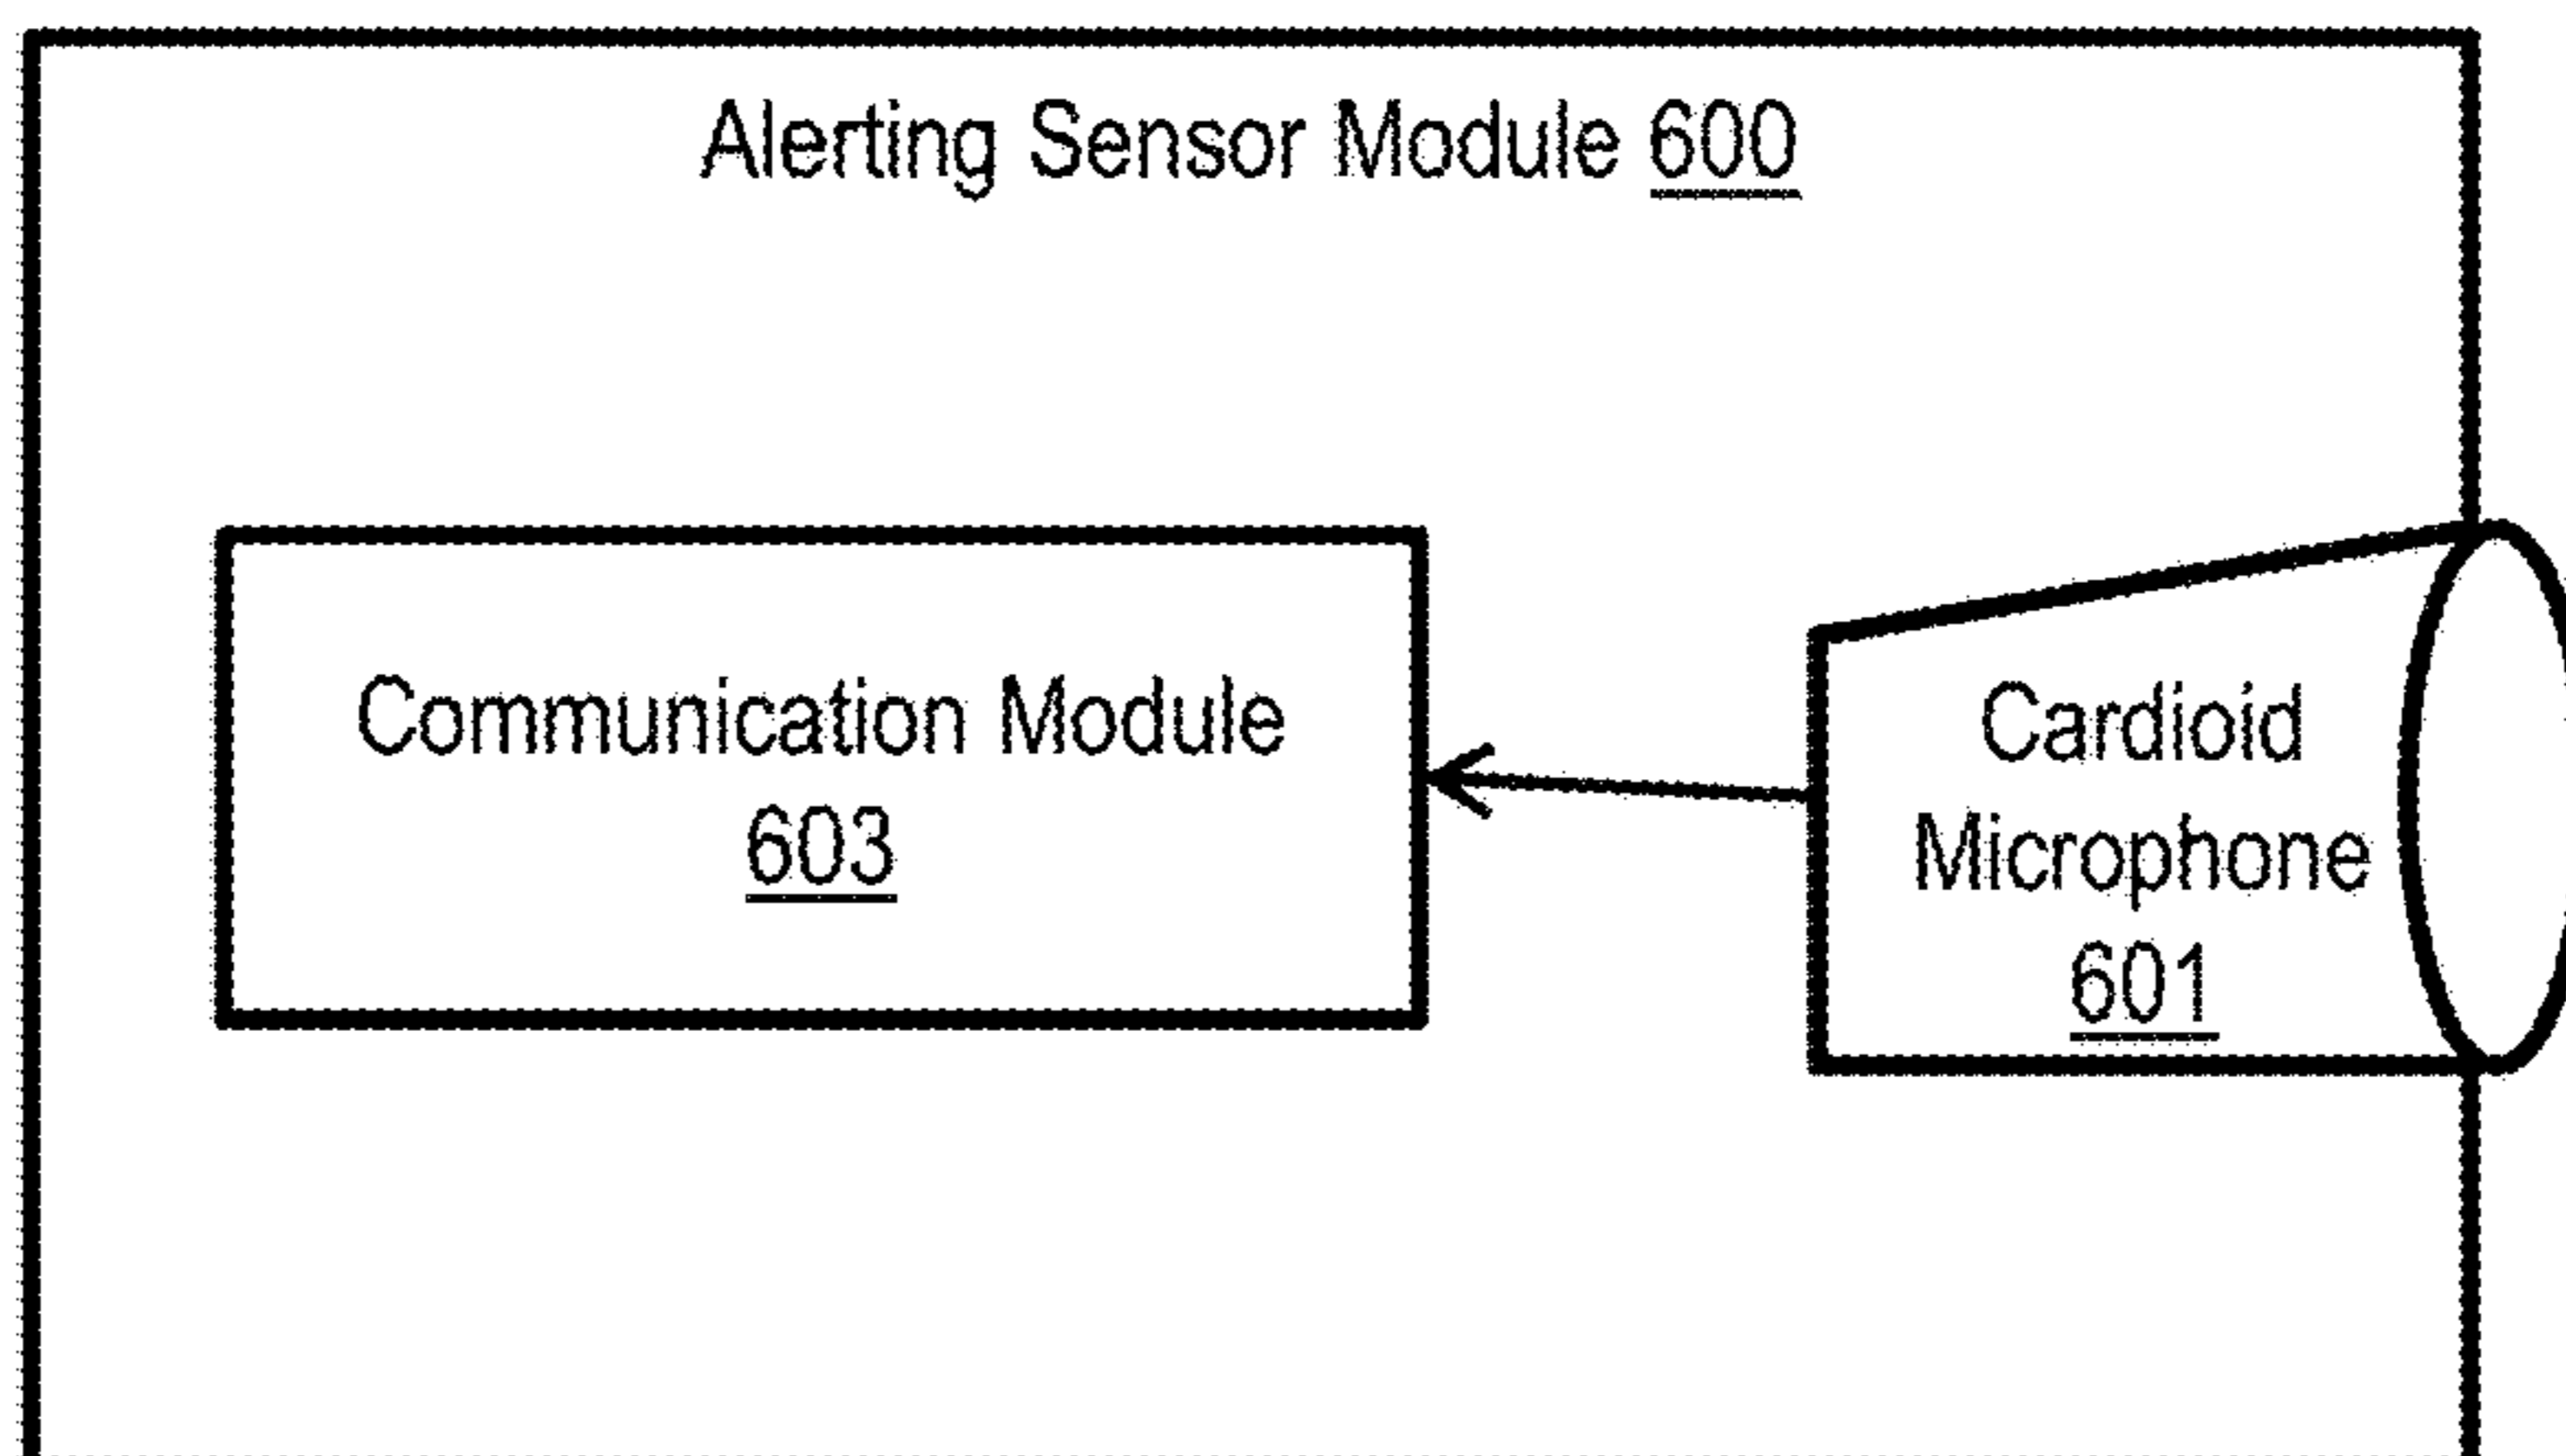 Alerting Sensor Module 600
Communication Module
603
Cardioid
Microphone
601